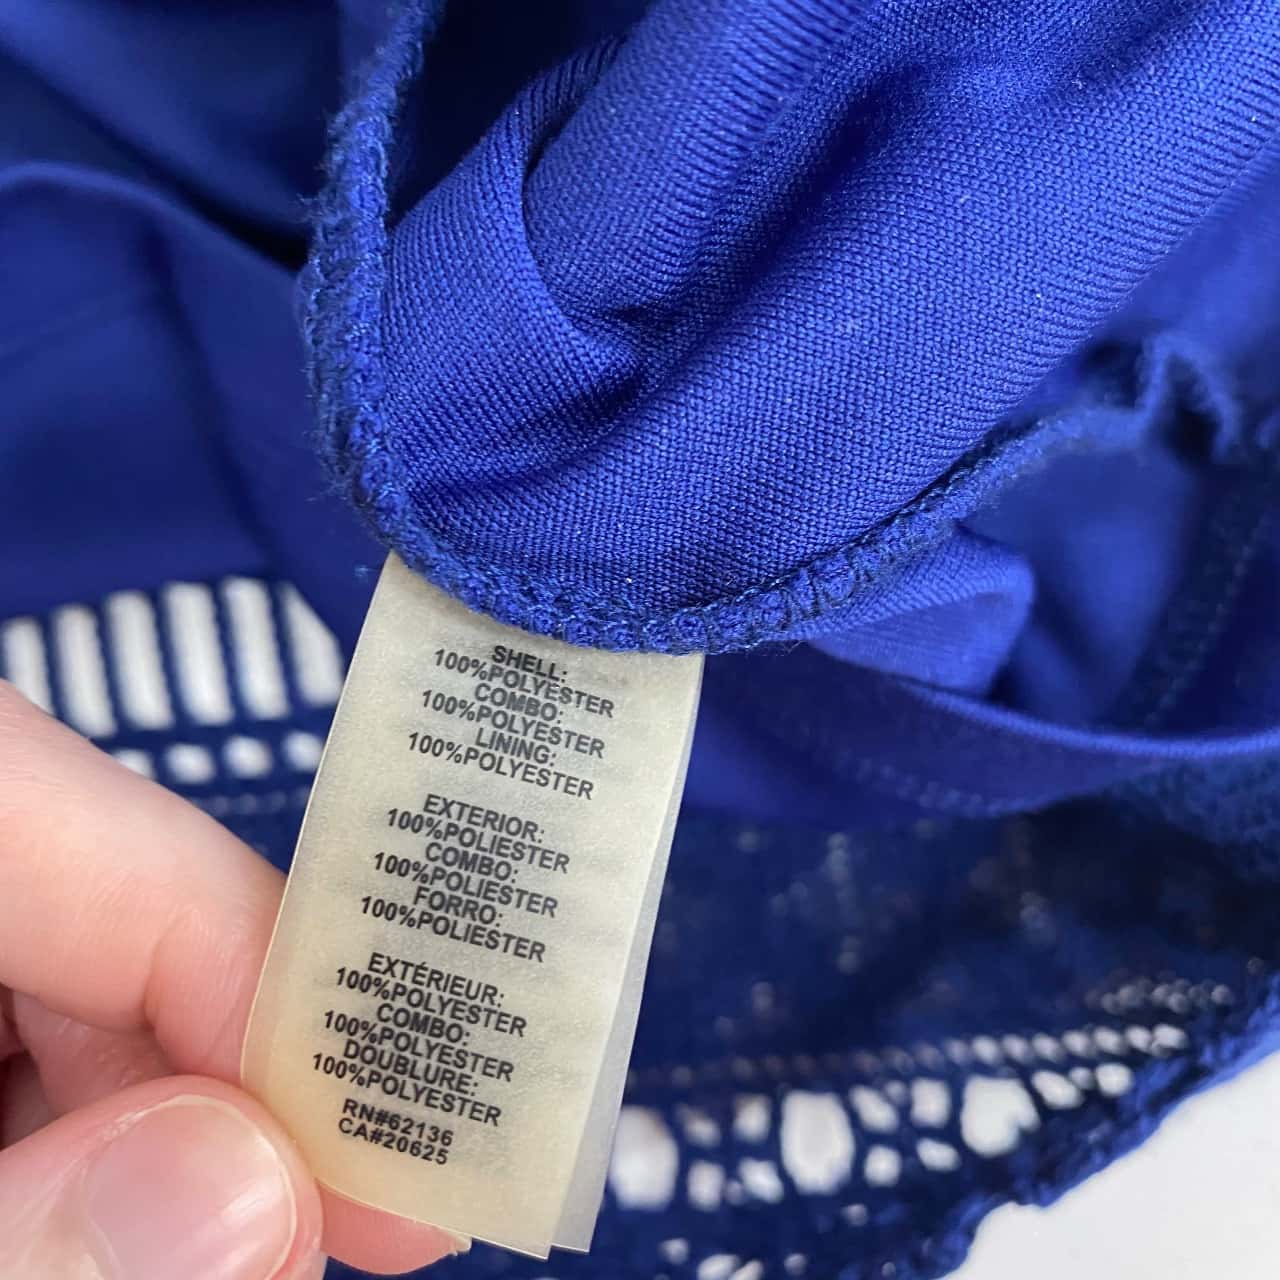 SHELL:
100%POLYESTER
COMBO:
100%POLYESTER
LINING:
100%POLYESTER
EXTERIOR:
100%POLIESTER
COMBO:
100%POLIESTER
FORRO:
100%POLIESTER
EXTÉRIEUR:
100%POLYESTER
COMBO:
100%POLYESTER
DOUBLURE:
100%POLYESTER
RN#62136
CA#20625